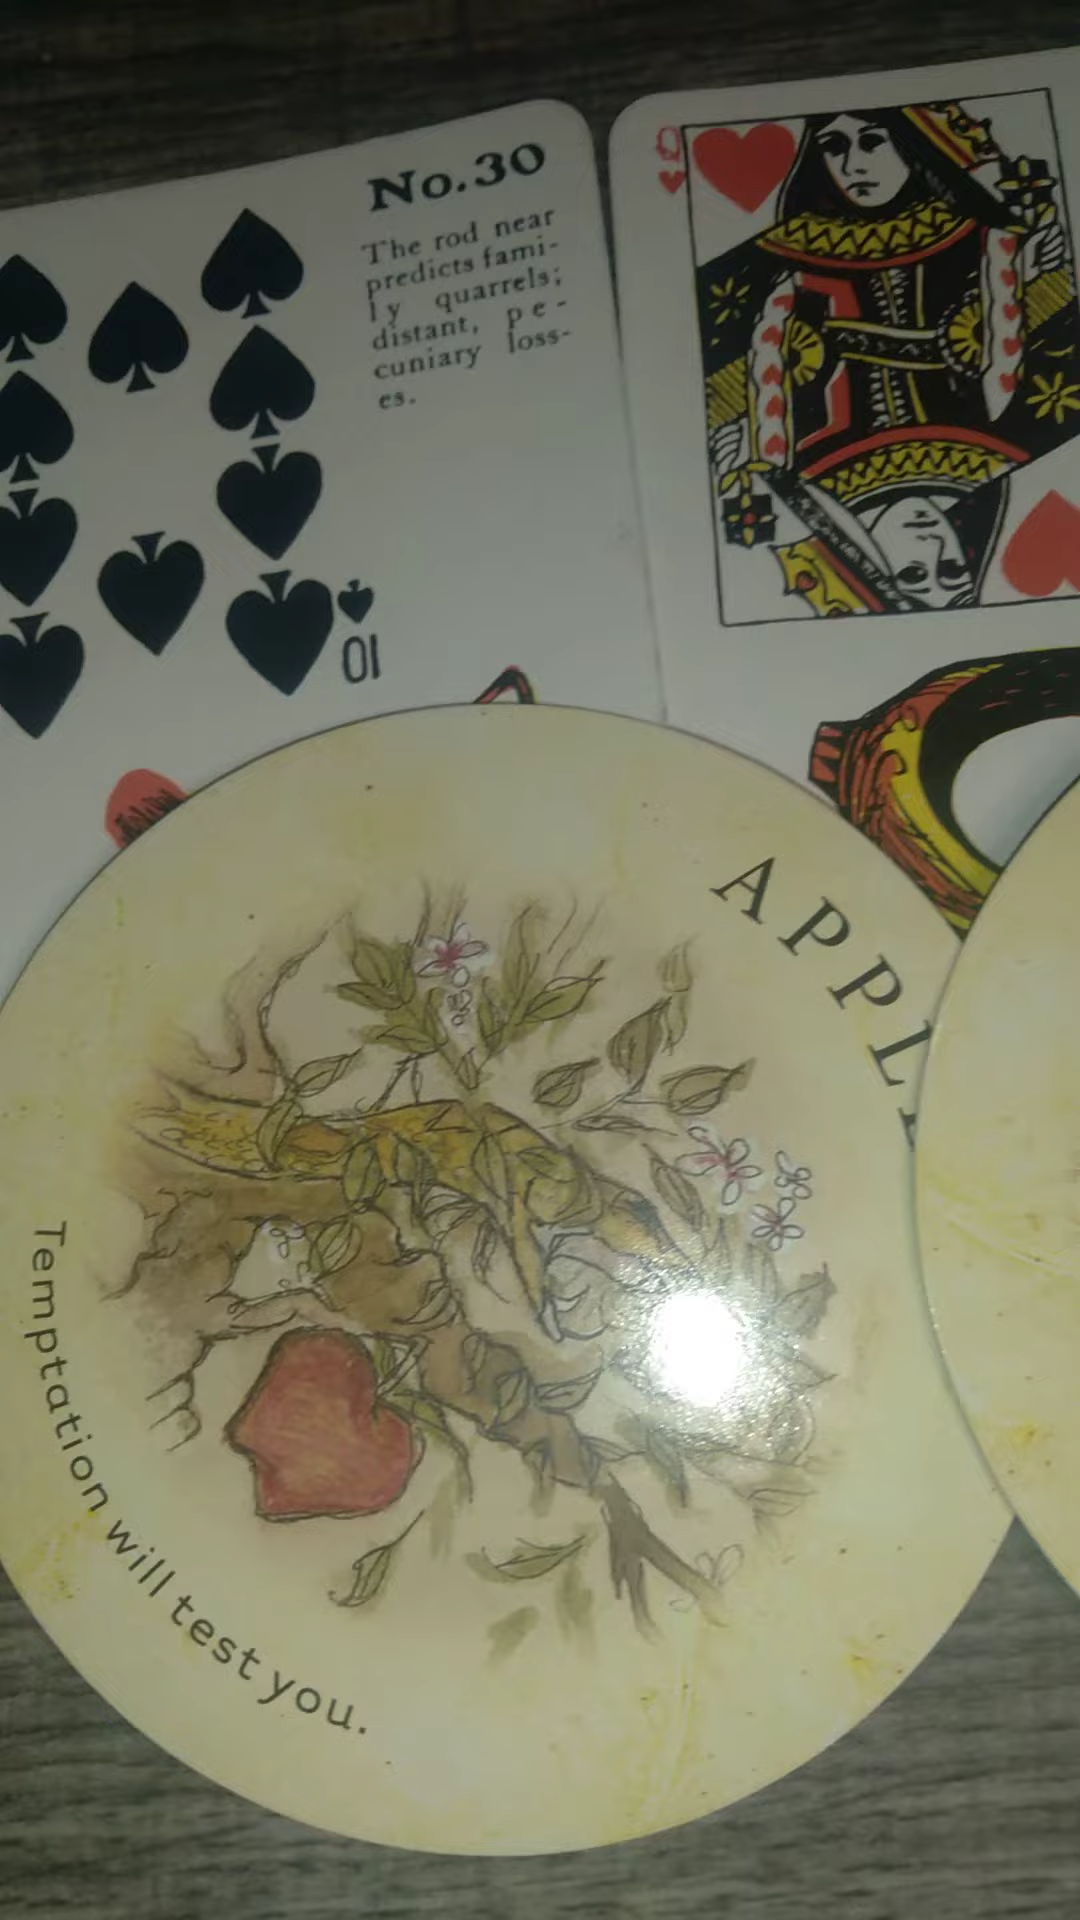 No.30
The rod near
predicts fami-
ly quarrels;
distant, pe-
cuniary loss-
es.
10
Q
APPL
Temptation will test you.